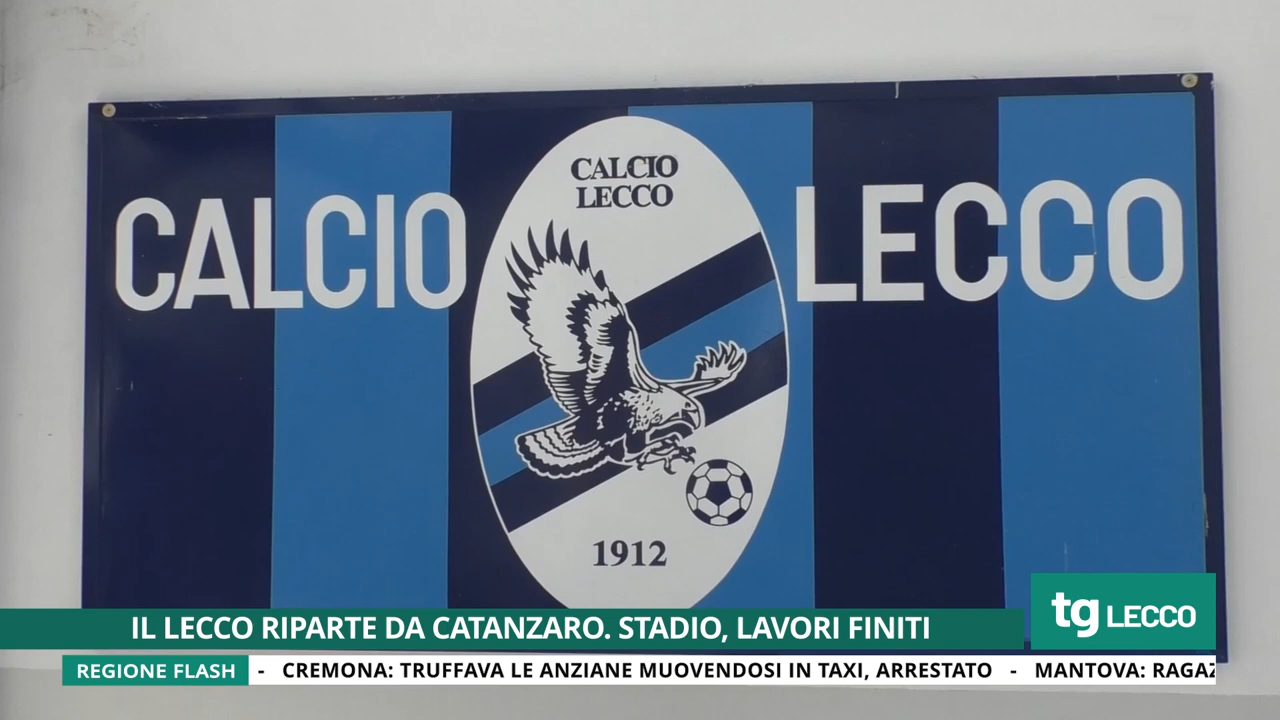 CALCIO
CALCIO
LECCO
LECCO
1912
IL LECCO RIPARTE DA CATANZARO. STADIO, LAVORI FINITI
tg LECCO
REGIONE FLASH - CREMONA: TRUFFAVA LE ANZIANE MUOVENDOSI IN TAXI, ARRESTATO - MANTOVA: